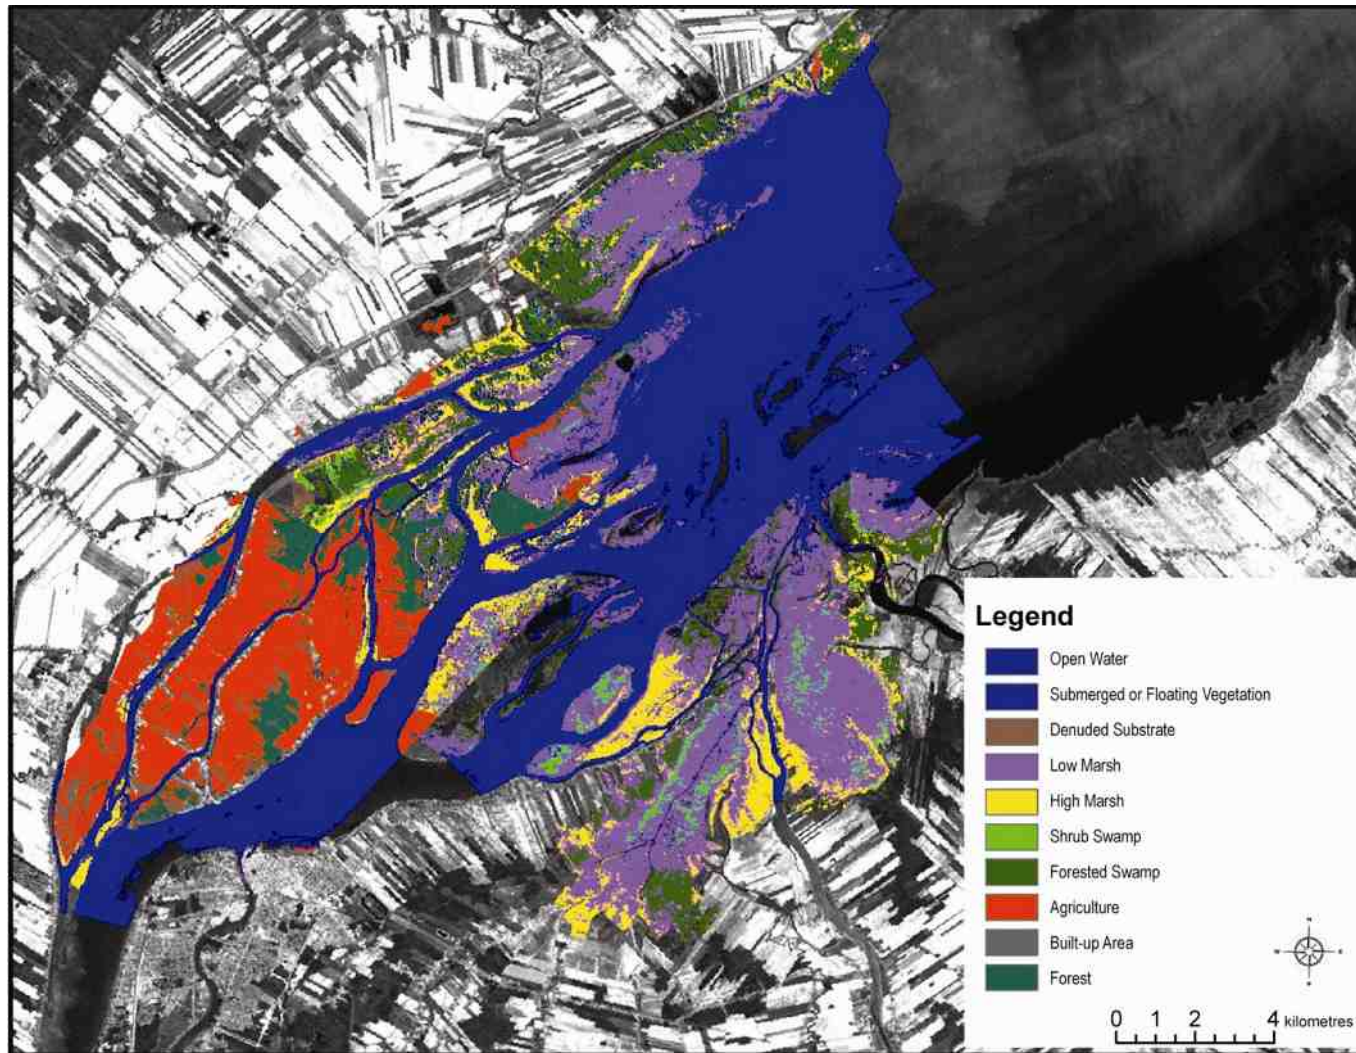 Legend
Open Water
Submerged or Floating Vegetation
Denuded Substrate
Low Marsh
High Marsh
Shrub Swamp
Forested Swamp
Agriculture
Built-up Area
Forest
0 1 2 4 kilometres